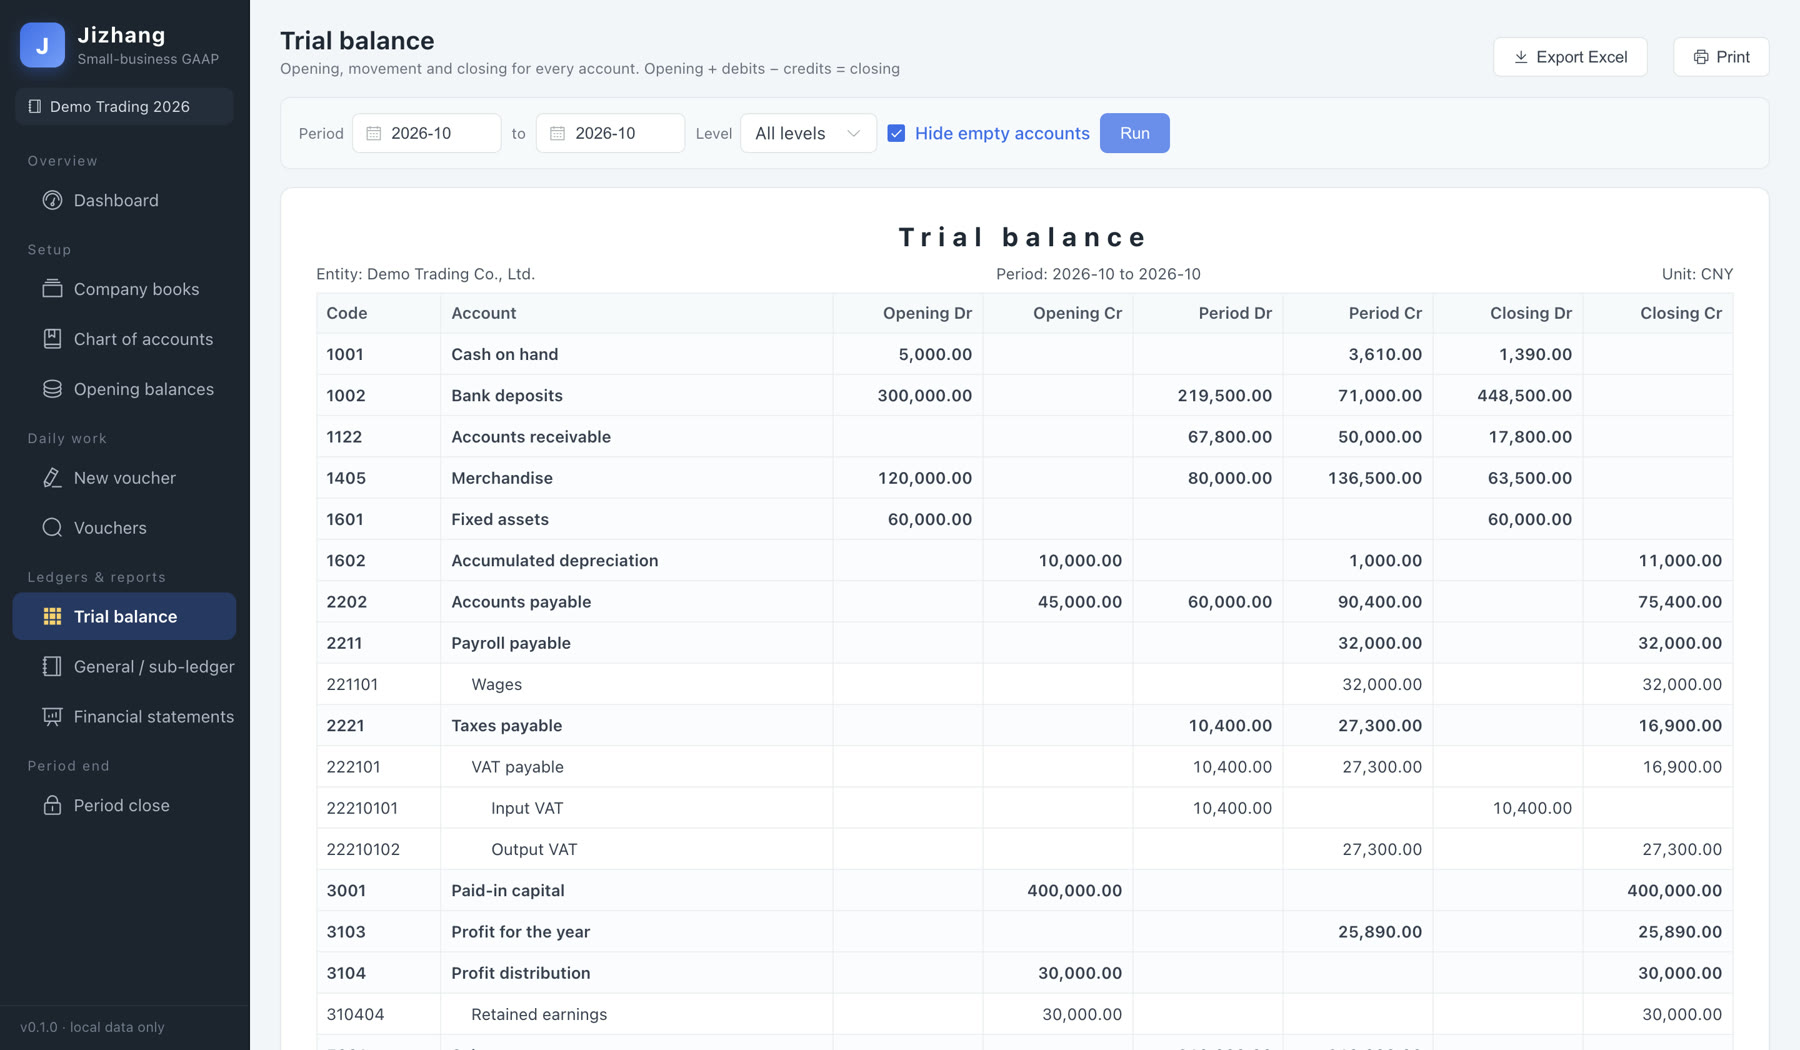 J
Jizhang
Small-business GAAP
Demo Trading 2026
Overview
Dashboard
Setup
Company books
Chart of accounts
Opening balances
Daily work
New voucher
Vouchers
Ledgers & reports
Trial balance
General / sub-ledger
Financial statements
Period end
Period close
v0.1.0 · local data only
Trial balance
Opening, movement and closing for every account. Opening + debits − credits = closing
Export Excel Print
Period 2026-10 to 2026-10 Level All levels Hide empty accounts Run
Trial balance
Entity: Demo Trading Co., Ltd. Period: 2026-10 to 2026-10 Unit: CNY
Code Account Opening Dr Opening Cr Period Dr Period Cr Closing Dr Closing Cr
1001 Cash on hand 5,000.00 3,610.00 1,390.00
1002 Bank deposits 300,000.00 219,500.00 71,000.00 448,500.00
1122 Accounts receivable 67,800.00 50,000.00 17,800.00
1405 Merchandise 120,000.00 80,000.00 136,500.00 63,500.00
1601 Fixed assets 60,000.00 60,000.00
1602 Accumulated depreciation 10,000.00 1,000.00 11,000.00
2202 Accounts payable 45,000.00 60,000.00 90,400.00 75,400.00
2211 Payroll payable 32,000.00 32,000.00
221101 Wages 32,000.00 32,000.00
2221 Taxes payable 10,400.00 27,300.00 16,900.00
222101 VAT payable 10,400.00 27,300.00 16,900.00
22210101 Input VAT 10,400.00 10,400.00
22210102 Output VAT 27,300.00 27,300.00
3001 Paid-in capital 400,000.00 400,000.00
3103 Profit for the year 25,890.00 25,890.00
3104 Profit distribution 30,000.00 30,000.00
310404 Retained earnings 30,000.00 30,000.00